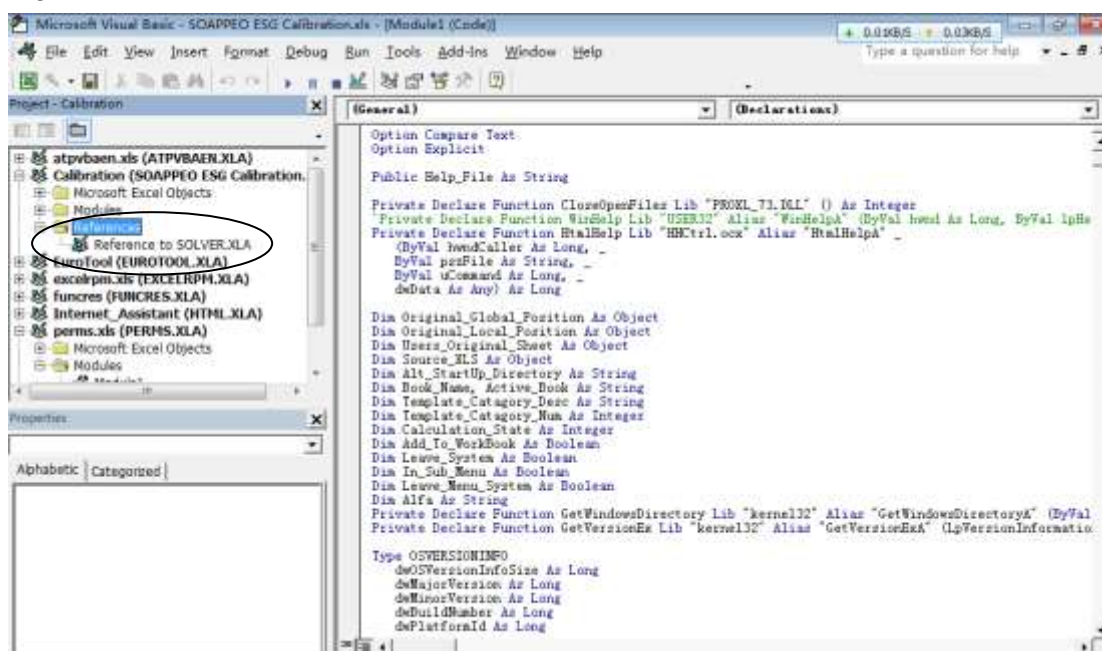 Microsoft Visual Basic - SOAPPEO ESG Calibration.xls - [Module1 (Code)]
0.03KB/S
File Edit View Insert Format Debug Run Tools Add-Ins Window Help
Type a question for help
Project - Calibration
(General)
(Declarations)
atpvbaen.xls (ATPVBAEN.XLA)
Calibration (SOAPPEO ESG Calibration.
Microsoft Excel Objects
Modules
References
Reference to SOLVER.XLA
EuroTool (EUROTOOL.XLA)
excelrpm.xls (EXCELRPM.XLA)
funcres (FUNCRES.XLA)
Internet_Assistant (HTML.XLA)
perms.xls (PERMS.XLA)
Microsoft Excel Objects
Modules
Module1
Properties
Alphabetic Categorized
Option Compare Text
Option Explicit
Public Help_File As String
Private Declare Function CloseOpenFiles Lib "PROXL_73.DLL" () As Integer
'Private Declare Function WinHelp Lib "USER32" Alias "WinHelpA" (ByVal hwnd As Long, ByVal lpHe
Private Declare Function HtmlHelp Lib "HHCtrl.ocx" Alias "HtmlHelpA" _
(ByVal hwndCaller As Long, _
ByVal pszFile As String, _
ByVal uCommand As Long, _
dwData As Any) As Long
Dim Original_Global_Position As Object
Dim Original_Local_Position As Object
Dim Users_Original_Sheet As Object
Dim Source_XLS As Object
Dim Alt_StartUp_Directory As String
Dim Book_Name, Active_Book As String
Dim Template_Catagory_Desc As String
Dim Template_Catagory_Num As Integer
Dim Calculation_State As Integer
Dim Add_To_WorkBook As Boolean
Dim Leave_System As Boolean
Dim In_Sub_Menu As Boolean
Dim Leave_Menu_System As Boolean
Dim Alfa As String
Private Declare Function GetWindowsDirectory Lib "kernel32" Alias "GetWindowsDirectoryA" (ByVal
Private Declare Function GetVersionEx Lib "kernel32" Alias "GetVersionExA" (LpVersionInformatio
Type OSVERSIONINFO
dwOSVersionInfoSize As Long
dwMajorVersion As Long
dwMinorVersion As Long
dwBuildNumber As Long
dwPlatformId As Long